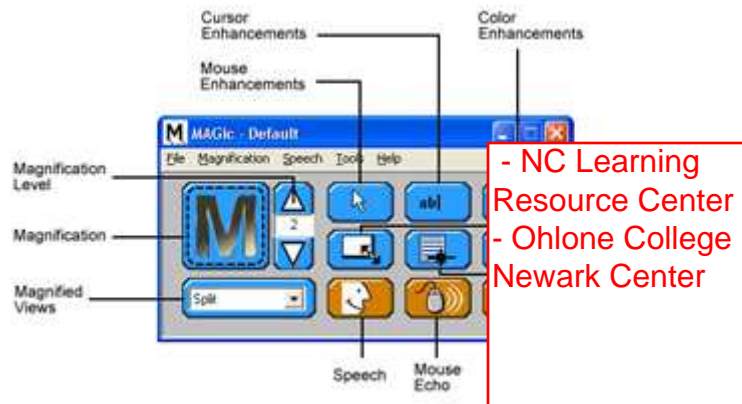 Cursor
Enhancements
Color
Enhancements
Mouse
Enhancements
M MAGic - Default
File Magnification Speech Tools Help
- NC Learning
Resource Center
- Ohlone College
Newark Center
Magnification
Level
M
2
ab|
Magnification
Magnified
Views
Split
Speech
Mouse
Echo